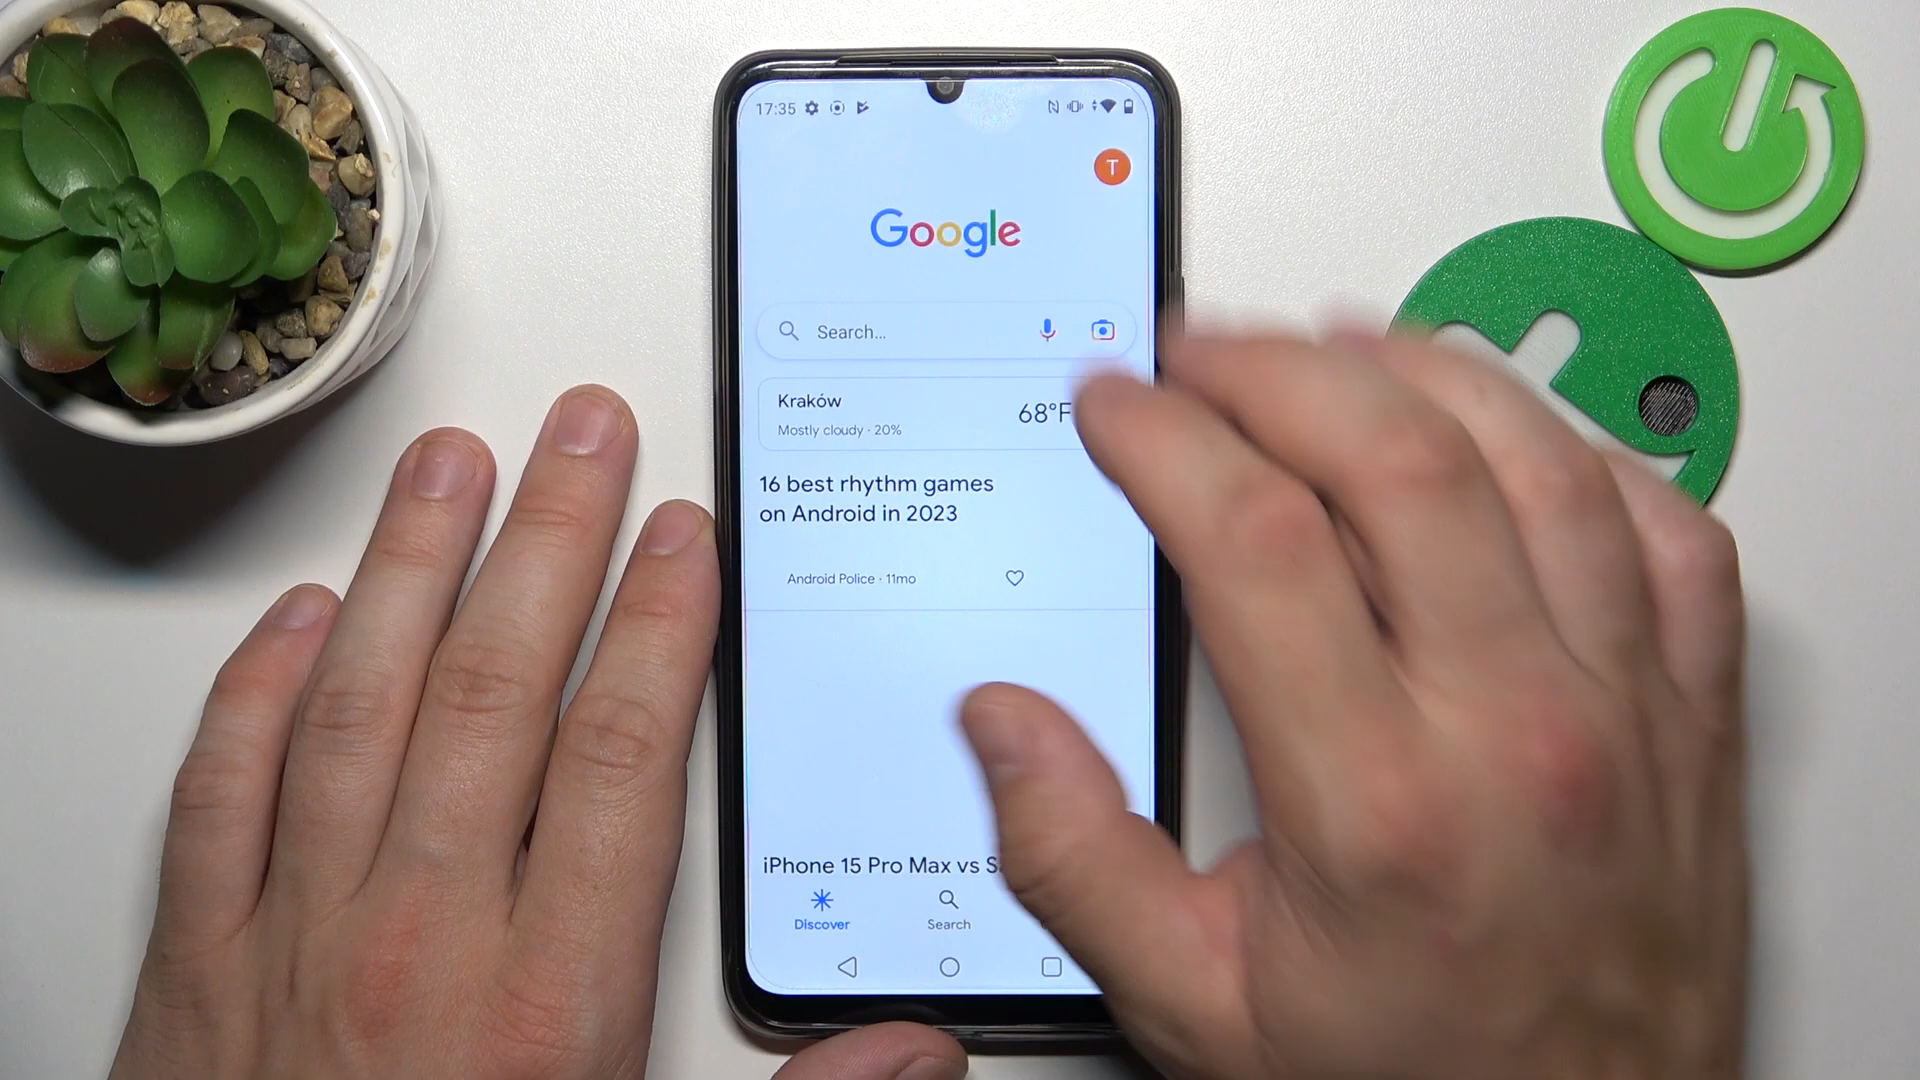 17:35
T
Google
Search...
Kraków
68°F
Mostly cloudy · 20%
16 best rhythm games
on Android in 2023
Android Police · 11mo
iPhone 15 Pro Max vs
Discover
Search